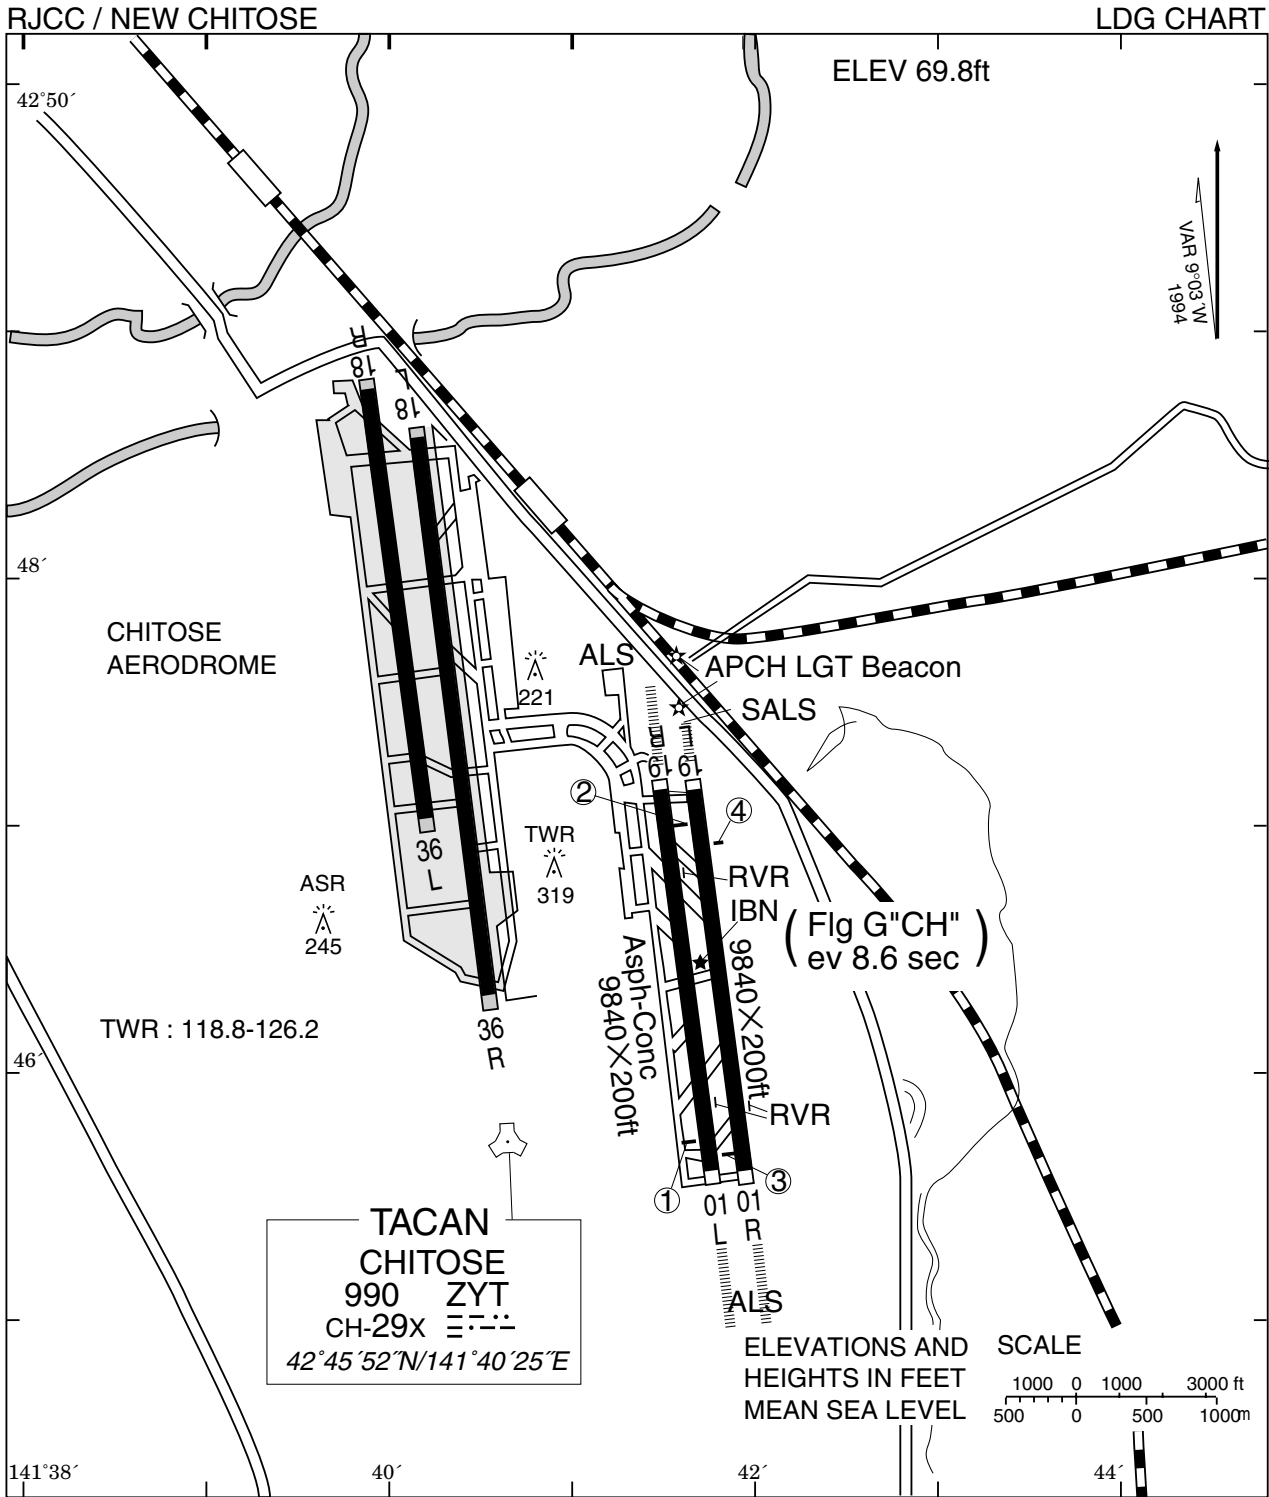 RJCC / NEW CHITOSE
LDG CHART
ELEV 69.8ft
42°50´
VAR 9°03´W
1994
18
R
18
L
48´
CHITOSE
AERODROME
221
ALS
APCH LGT Beacon
SALS
19
R
19
L
②
④
36
L
TWR
319
RVR
IBN
ASR
245
( Flg G"CH" )
ev 8.6 sec
Asph-Conc
9840×200ft
9840×200ft
TWR : 118.8-126.2
36
R
46´
RVR
①
③
01
L
01
R
ALS
TACAN
CHITOSE
990 ZYT
CH-29X
42°45´52˝N/141°40´25˝E
ELEVATIONS AND
HEIGHTS IN FEET
MEAN SEA LEVEL
SCALE
1000 0 1000 3000 ft
500 0 500 1000m
141°38´
40´
42´
44´